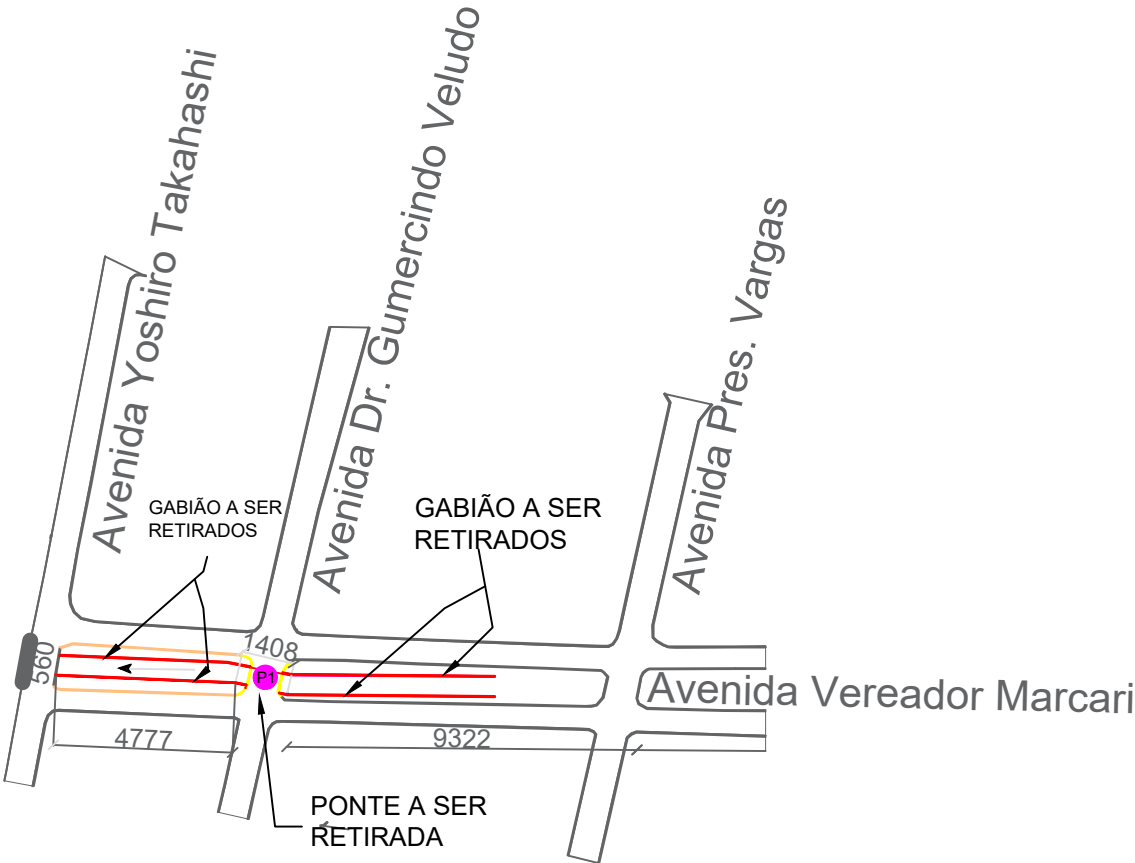 Avenida Yoshiro Takahashi
Avenida Dr. Gumercindo Veludo
Avenida Pres. Vargas
GABIÃO A SER
RETIRADOS
GABIÃO A SER
RETIRADOS
560
1408
P1
Avenida Vereador Marcari
4777
9322
PONTE A SER
RETIRADA